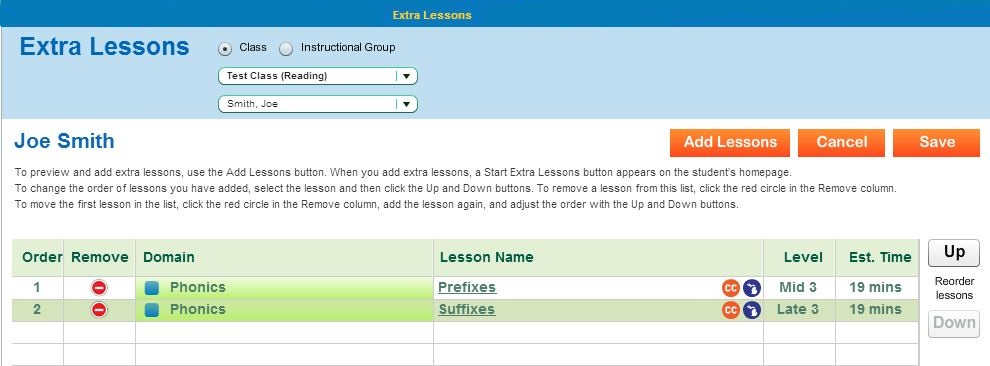 Extra Lessons
Extra Lessons
Class Instructional Group
Test Class (Reading)
Smith, Joe
Joe Smith
Add Lessons Cancel Save
To preview and add extra lessons, use the Add Lessons button. When you add extra lessons, a Start Extra Lessons button appears on the student's homepage.
To change the order of lessons you have added, select the lesson and then click the Up and Down buttons. To remove a lesson from this list, click the red circle in the Remove column.
To move the first lesson in the list, click the red circle in the Remove column, add the lesson again, and adjust the order with the Up and Down buttons.
Order Remove Domain Lesson Name Level Est. Time
1 Phonics Prefixes CC Mid 3 19 mins
2 Phonics Suffixes CC Late 3 19 mins
Up
Reorder
lessons
Down